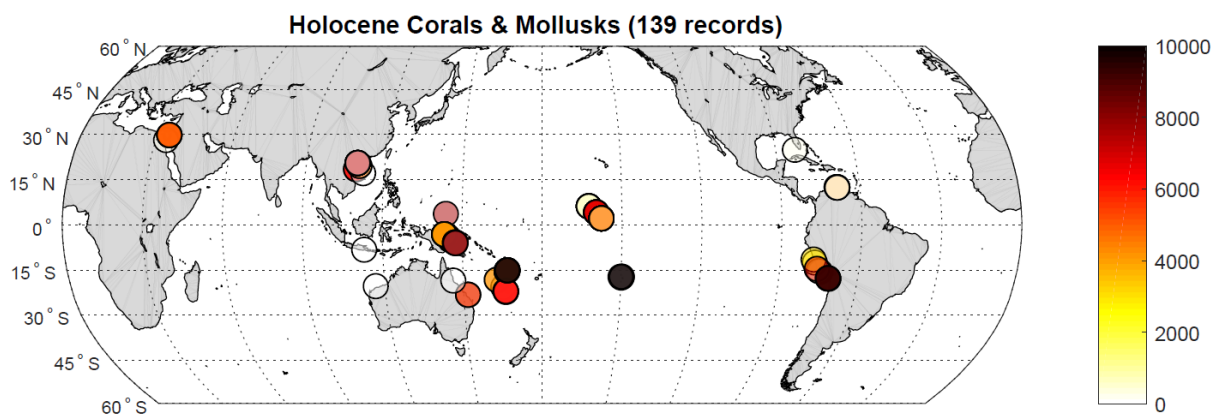 Holocene Corals & Mollusks (139 records)
60° N
45° N
30° N
15° N
0°
15° S
30° S
45° S
60° S
10000
8000
6000
4000
2000
0